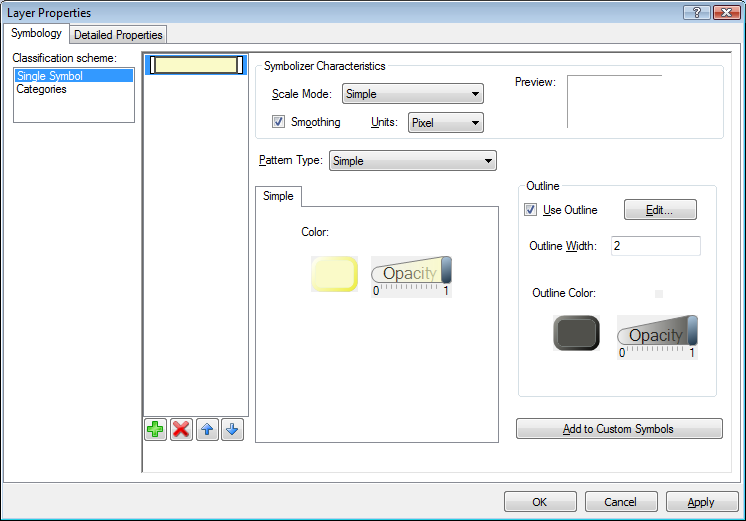 Layer Properties
?
Symbology
Detailed Properties
Classification scheme:
Single Symbol
Categories
Symbolizer Characteristics
Scale Mode: Simple
Smoothing Units: Pixel
Preview:
Pattern Type: Simple
Simple
Color:
Opacity
0 1
Outline
Use Outline Edit...
Outline Width: 2
Outline Color:
Opacity
0 1
Add to Custom Symbols
OK Cancel Apply